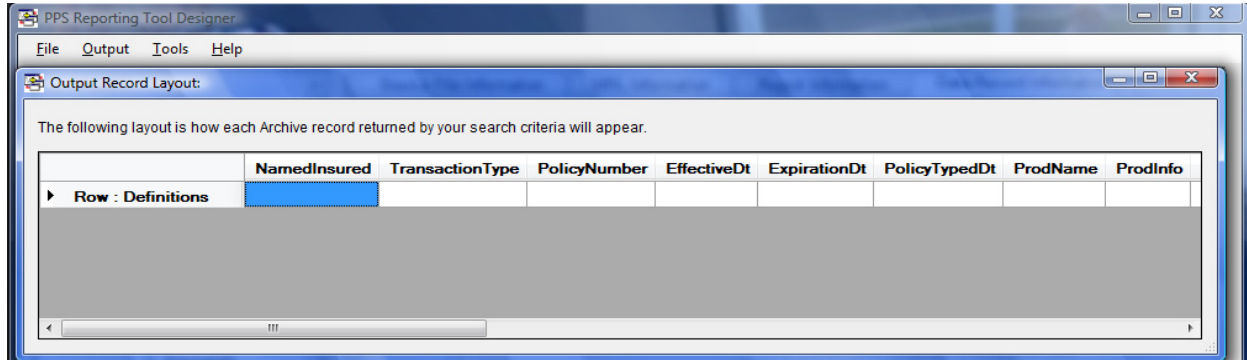 PPS Reporting Tool Designer
File Output Tools Help
Output Record Layout:
The following layout is how each Archive record returned by your search criteria will appear.
NamedInsured TransactionType PolicyNumber EffectiveDt ExpirationDt PolicyTypedDt ProdName ProdInfo
Row : Definitions